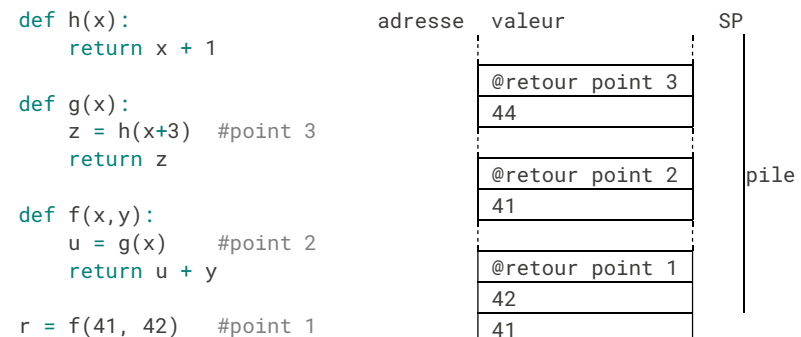 def h(x):
    return x + 1
def g(x):
    z = h(x+3)  #point 3
    return z
def f(x,y):
    u = g(x)    #point 2
    return u + y
r = f(41, 42)   #point 1
adresse valeur SP
@retour point 3
44
@retour point 2
41
@retour point 1
42
41
pile